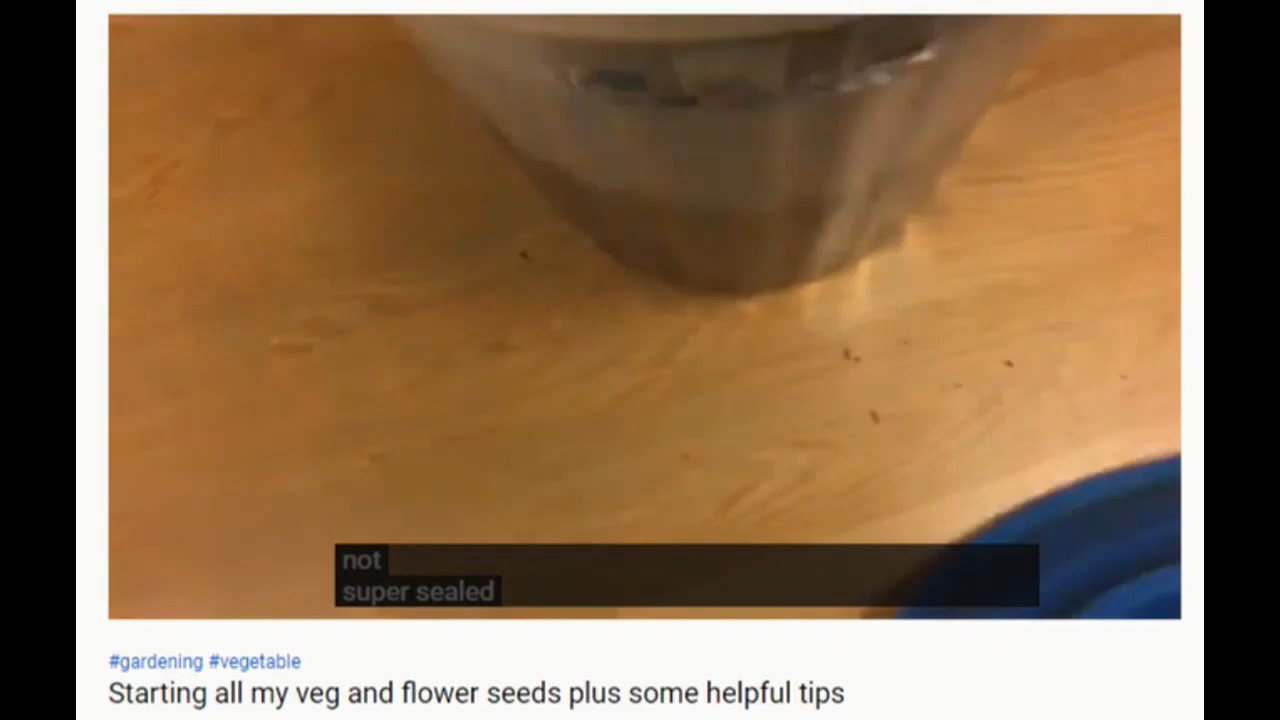 not
super sealed
#gardening #vegetable
Starting all my veg and flower seeds plus some helpful tips